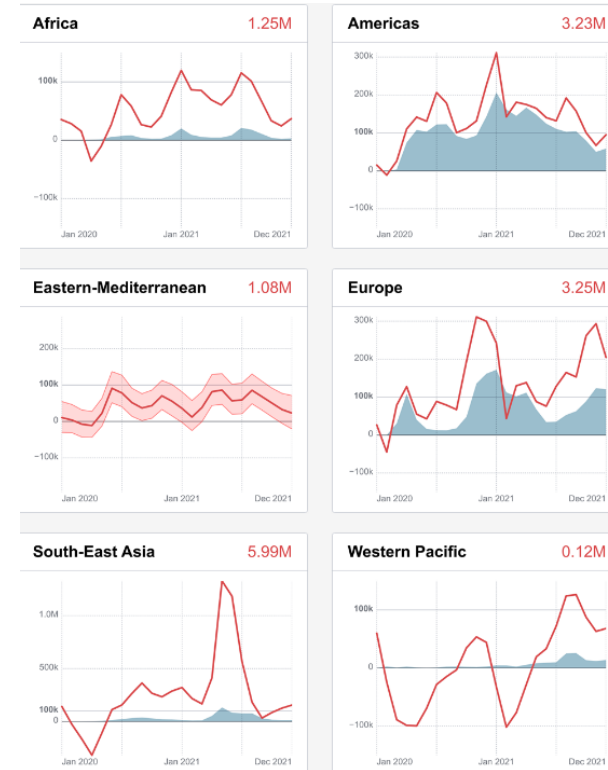 Africa 1.25M
100k
0
−100k
Jan 2020 Jan 2021 Dec 2021
Americas 3.23M
300k
200k
100k
0
−100k
Jan 2020 Jan 2021 Dec 2021
Eastern-Mediterranean 1.08M
200k
100k
0
−100k
Jan 2020 Jan 2021 Dec 2021
Europe 3.25M
300k
200k
100k
0
−100k
Jan 2020 Jan 2021 Dec 2021
South-East Asia 5.99M
1.0M
500k
100k
0
Jan 2020 Jan 2021 Dec 2021
Western Pacific 0.12M
100k
0
−100k
Jan 2020 Jan 2021 Dec 2021